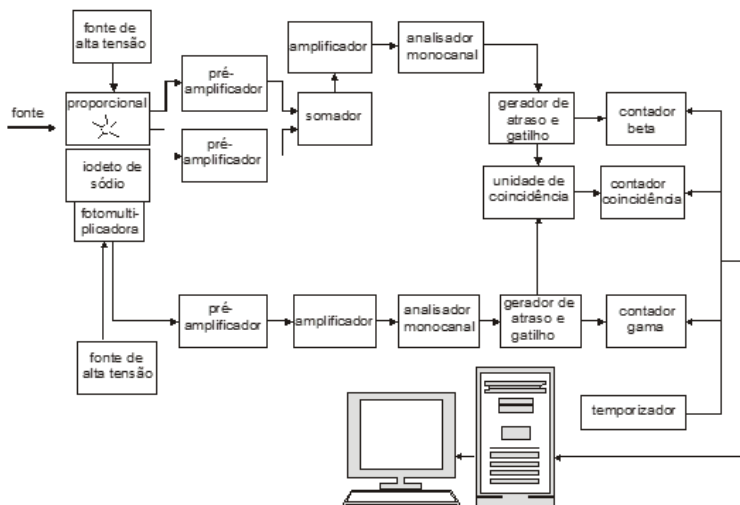 fonte de
alta tensão
fonte
proporcional
pré-
amplificador
pré-
amplificador
somador
amplificador
analisador
monocanal
gerador de
atraso e
gatilho
contador
beta
iodeto de
sódio
fotomulti-
plicadora
unidade de
coincidência
contador
coincidência
pré-
amplificador
amplificador
analisador
monocanal
gerador de
atraso e
gatilho
contador
gama
fonte de
alta tensão
temporizador